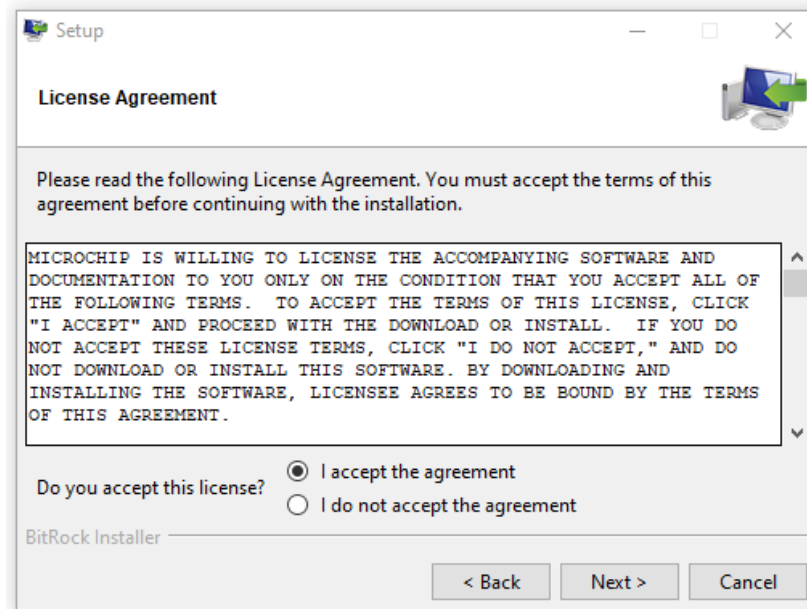 Setup
License Agreement
Please read the following License Agreement. You must accept the terms of this
agreement before continuing with the installation.
MICROCHIP IS WILLING TO LICENSE THE ACCOMPANYING SOFTWARE AND
DOCUMENTATION TO YOU ONLY ON THE CONDITION THAT YOU ACCEPT ALL OF
THE FOLLOWING TERMS.  TO ACCEPT THE TERMS OF THIS LICENSE, CLICK
"I ACCEPT" AND PROCEED WITH THE DOWNLOAD OR INSTALL.  IF YOU DO
NOT ACCEPT THESE LICENSE TERMS, CLICK "I DO NOT ACCEPT," AND DO
NOT DOWNLOAD OR INSTALL THIS SOFTWARE. BY DOWNLOADING AND
INSTALLING THE SOFTWARE, LICENSEE AGREES TO BE BOUND BY THE TERMS
OF THIS AGREEMENT.
Do you accept this license?
I accept the agreement
I do not accept the agreement
BitRock Installer
< Back Next > Cancel